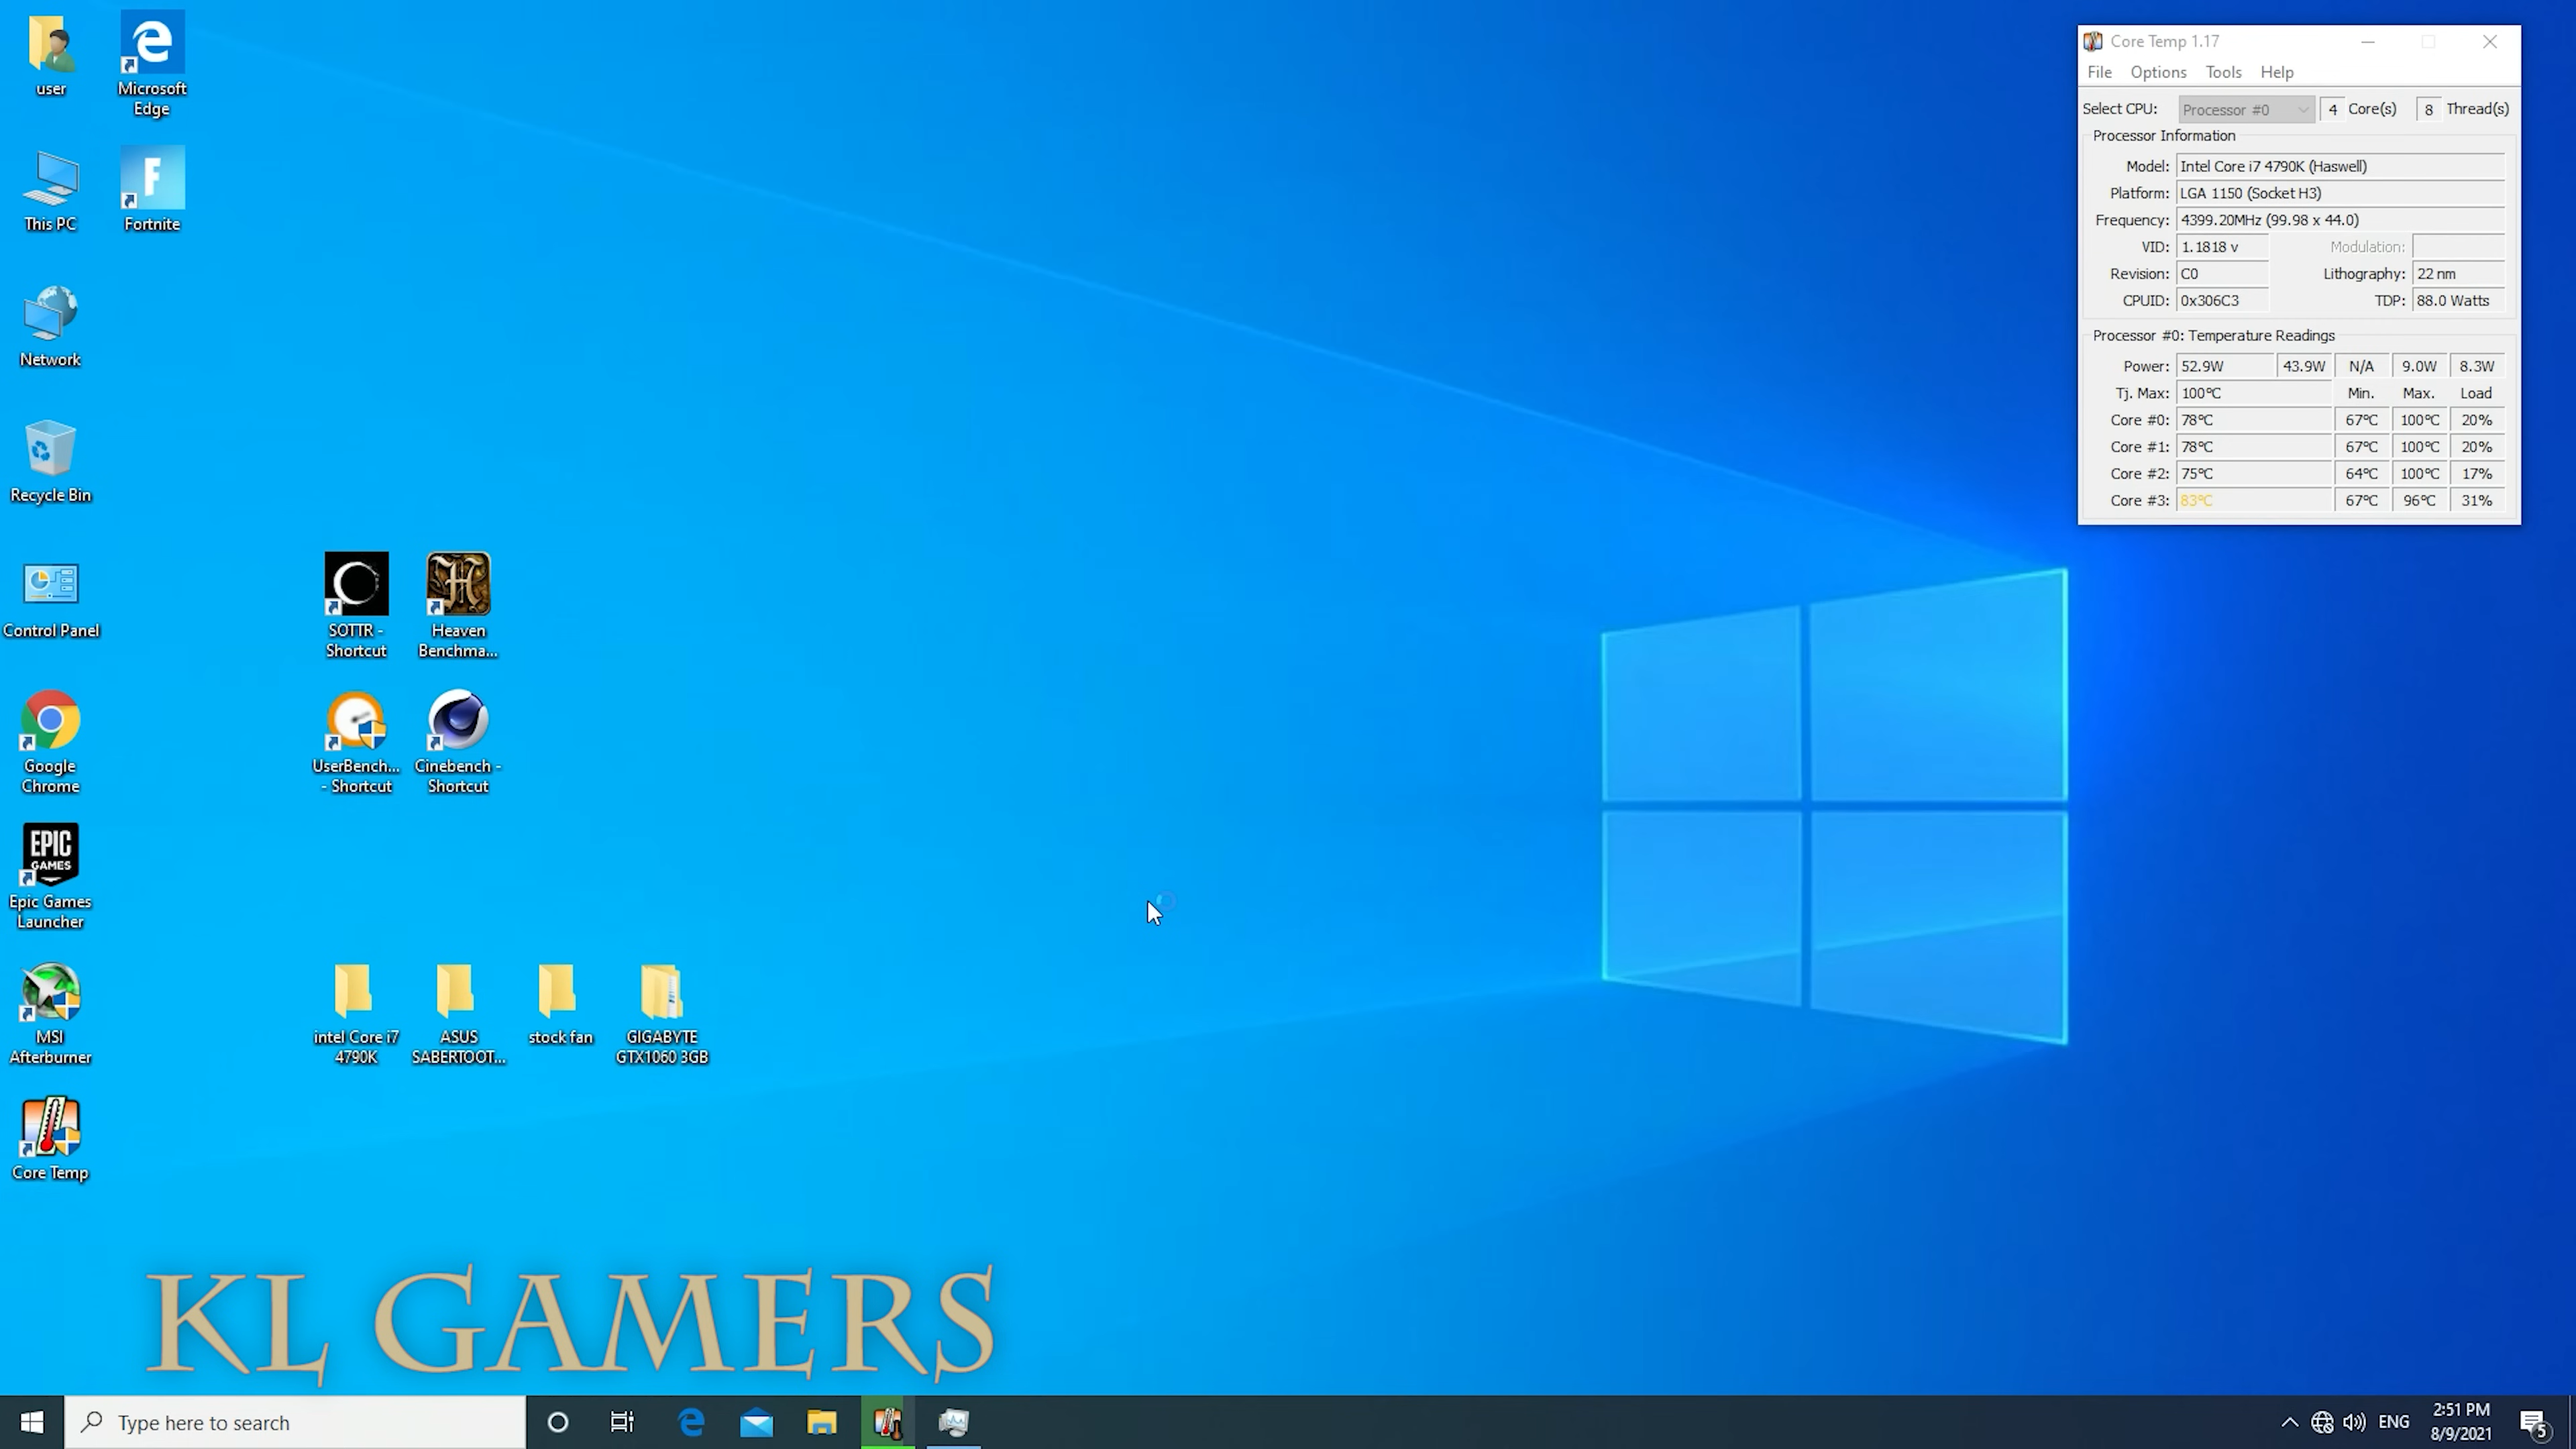 user
Microsoft
Edge
This PC
F
Fortnite
Network
Recycle Bin
Control Panel
SOTTR -
Shortcut
Heaven
Benchma...
Google
Chrome
UserBench...
- Shortcut
Cinebench -
Shortcut
EPIC
GAMES
Epic Games
Launcher
MSI
Afterburner
intel Core i7
4790K
ASUS
SABERTOOT...
stock fan
GIGABYTE
GTX1060 3GB
Core Temp
Core Temp 1.17
File Options Tools Help
Select CPU: Processor #0 4 Core(s) 8 Thread(s)
Processor Information
Model: Intel Core i7 4790K (Haswell)
Platform: LGA 1150 (Socket H3)
Frequency: 4399.20MHz (99.98 x 44.0)
VID: 1.1818 v Modulation:
Revision: C0 Lithography: 22 nm
CPUID: 0x306C3 TDP: 88.0 Watts
Processor #0: Temperature Readings
Power: 52.9W 43.9W N/A 9.0W 8.3W
Tj. Max: 100°C Min. Max. Load
Core #0: 78°C 67°C 100°C 20%
Core #1: 78°C 67°C 100°C 20%
Core #2: 75°C 64°C 100°C 17%
Core #3: 83°C 67°C 96°C 31%
KL GAMERS
Type here to search
ENG
2:51 PM
8/9/2021
5